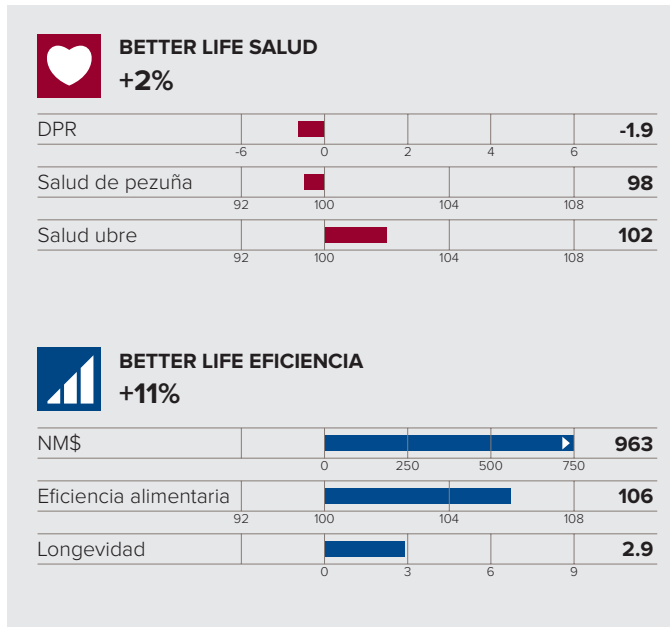 BETTER LIFE SALUD
+2%
DPR -1.9
-6 0 2 4 6
Salud de pezuña 98
92 100 104 108
Salud ubre 102
92 100 104 108
BETTER LIFE EFICIENCIA
+11%
NM$ 963
0 250 500 750
Eficiencia alimentaria 106
92 100 104 108
Longevidad 2.9
0 3 6 9